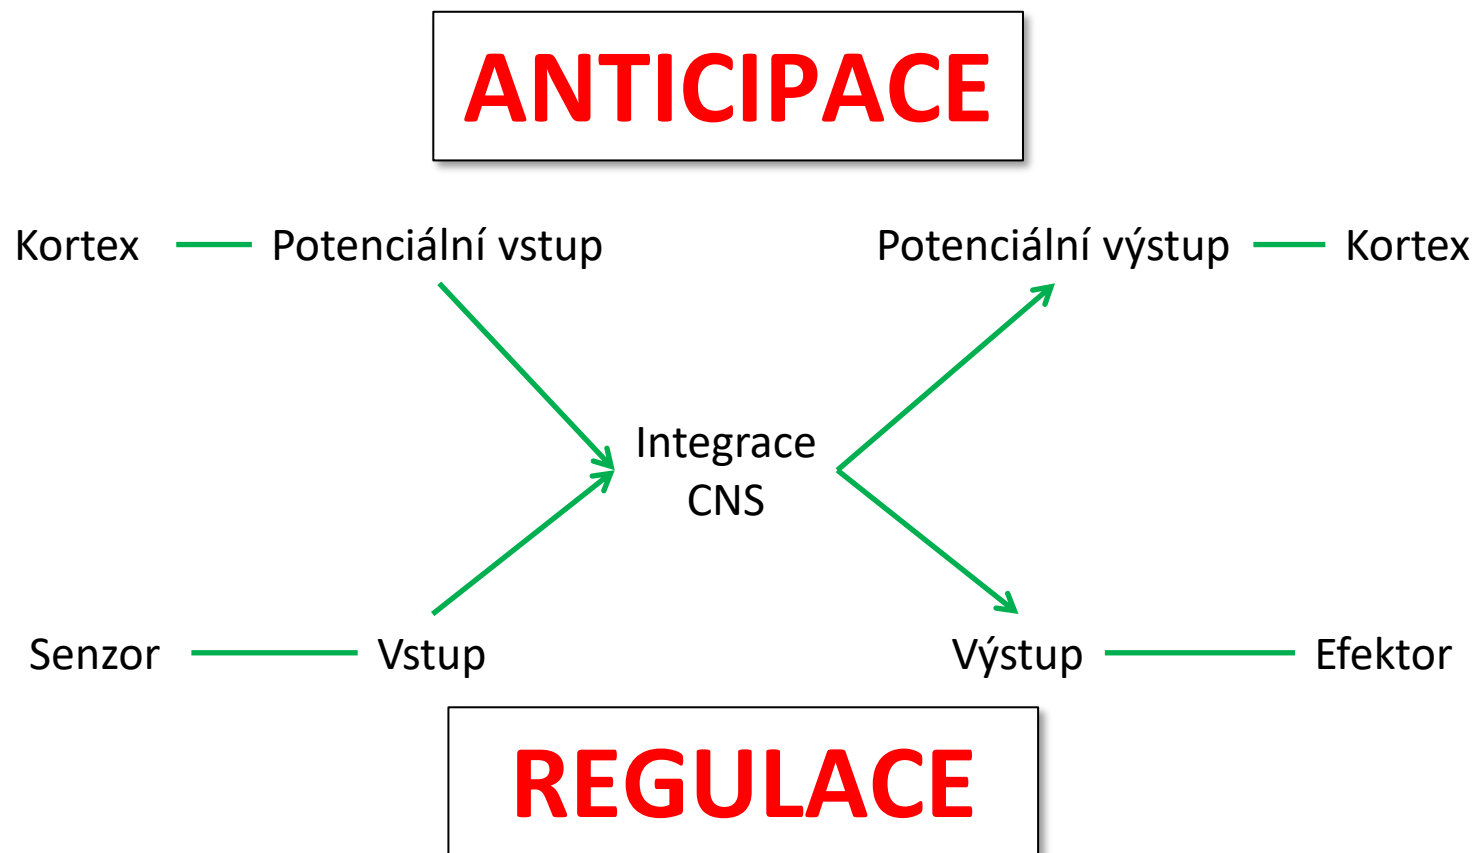 ANTICIPACE
Kortex
Potenciální vstup
Potenciální výstup
Kortex
Integrace
CNS
Senzor
Vstup
Výstup
Efektor
REGULACE